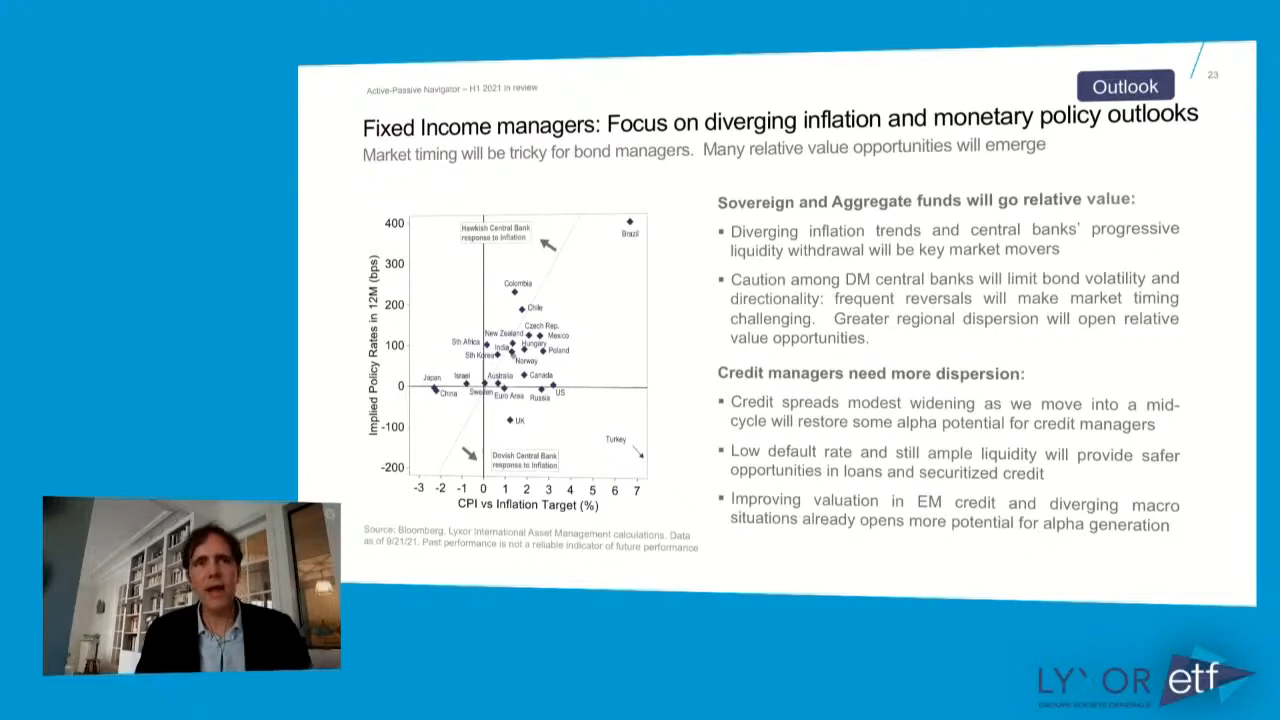 Active-Passive Navigator – H1 2021 in review
Outlook
23
Fixed Income managers: Focus on diverging inflation and monetary policy outlooks
Market timing will be tricky for bond managers. Many relative value opportunities will emerge
Implied Policy Rates in 12M (bps)
400
300
200
100
0
-100
-200
Hawkish Central Bank
response to Inflation
Brazil
Colombia
Chile
Czech Rep.
New Zealand
Mexico
Sth Africa
India
Hungary
Poland
Sth Korea
Norway
Japan
Israel
Australia
Canada
China
Sweden
Euro Area
Russia
US
UK
Turkey
Dovish Central Bank
response to Inflation
-3 -2 -1 0 1 2 3 4 5 6 7
CPI vs Inflation Target (%)
Source: Bloomberg, Lyxor International Asset Management calculations. Data
as of 9/21/21. Past performance is not a reliable indicator of future performance
Sovereign and Aggregate funds will go relative value:
▪ Diverging inflation trends and central banks' progressive
liquidity withdrawal will be key market movers
▪ Caution among DM central banks will limit bond volatility and
directionality: frequent reversals will make market timing
challenging. Greater regional dispersion will open relative
value opportunities.
Credit managers need more dispersion:
▪ Credit spreads modest widening as we move into a mid-
cycle will restore some alpha potential for credit managers
▪ Low default rate and still ample liquidity will provide safer
opportunities in loans and securitized credit
▪ Improving valuation in EM credit and diverging macro
situations already opens more potential for alpha generation
LYXOR etf
GROUPE SOCIETE GENERALE